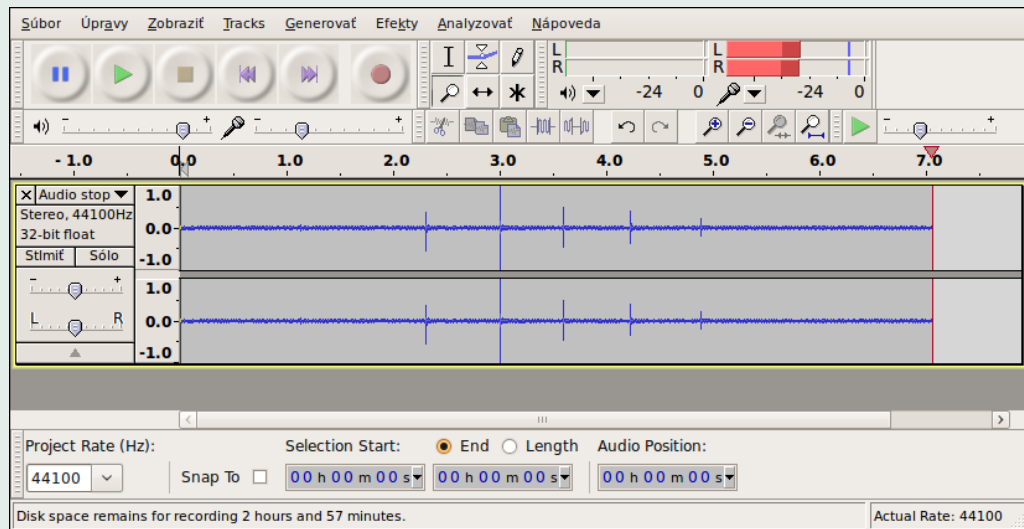 Súbor Úpravy Zobraziť Tracks Generovať Efekty Analyzovať Nápoveda
L
R
-24 0
L
R
-24 0
- + - + - +
- 1.0 0.0 1.0 2.0 3.0 4.0 5.0 6.0 7.0
Audio stop
Stereo, 44100Hz
32-bit float
Stlmiť Sólo
- +
L R
1.0
0.0
-1.0
1.0
0.0
-1.0
Project Rate (Hz): Selection Start: End Length Audio Position:
44100 Snap To 00 h 00 m 00 s 00 h 00 m 00 s 00 h 00 m 00 s
Disk space remains for recording 2 hours and 57 minutes. Actual Rate: 44100